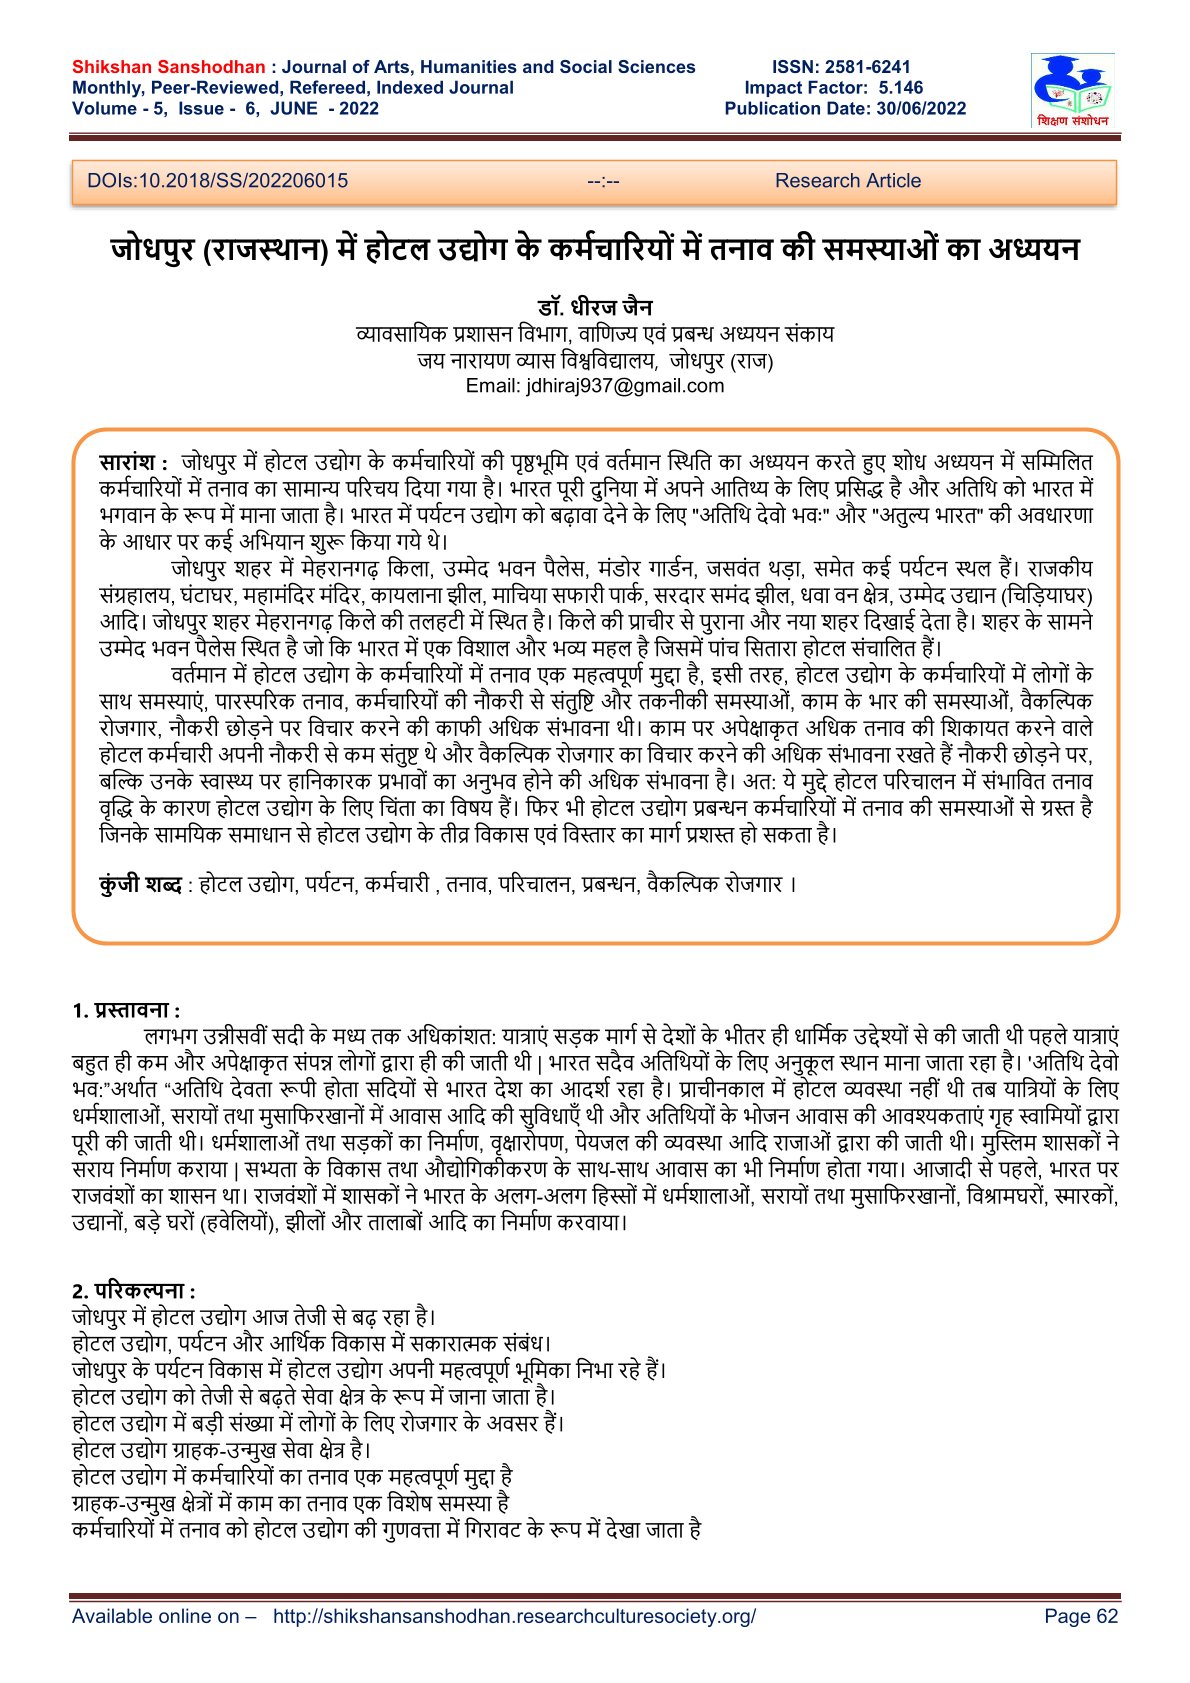 Shikshan Sanshodhan : Journal of Arts, Humanities and Social Sciences ISSN: 2581-6241
Monthly, Peer-Reviewed, Refereed, Indexed Journal Impact Factor: 5.146
Volume - 5, Issue - 6, JUNE - 2022 Publication Date: 30/06/2022
शिक्षण संशोधन
DOIs:10.2018/SS/202206015 --:-- Research Article
जोधपुर (राजस्थान) में होटल उद्योग के कर्मचारियों में तनाव की समस्याओं का अध्ययन
डॉ. धीरज जैन
व्यावसायिक प्रशासन विभाग, वाणिज्य एवं प्रबन्ध अध्ययन संकाय
जय नारायण व्यास विश्वविद्यालय, जोधपुर (राज)
Email: jdhiraj937@gmail.com
सारांश : जोधपुर में होटल उद्योग के कर्मचारियों की पृष्ठभूमि एवं वर्तमान स्थिति का अध्ययन करते हुए शोध अध्ययन में सम्मिलित
कर्मचारियों में तनाव का सामान्य परिचय दिया गया है। भारत पूरी दुनिया में अपने आतिथ्य के लिए प्रसिद्ध है और अतिथि को भारत में
भगवान के रूप में माना जाता है। भारत में पर्यटन उद्योग को बढ़ावा देने के लिए "अतिथि देवो भवः" और "अतुल्य भारत" की अवधारणा
के आधार पर कई अभियान शुरू किया गये थे।
जोधपुर शहर में मेहरानगढ़ किला, उम्मेद भवन पैलेस, मंडोर गार्डन, जसवंत थड़ा, समेत कई पर्यटन स्थल हैं। राजकीय
संग्रहालय, घंटाघर, महामंदिर मंदिर, कायलाना झील, माचिया सफारी पार्क, सरदार समंद झील, धवा वन क्षेत्र, उम्मेद उद्यान (चिड़ियाघर)
आदि। जोधपुर शहर मेहरानगढ़ किले की तलहटी में स्थित है। किले की प्राचीर से पुराना और नया शहर दिखाई देता है। शहर के सामने
उम्मेद भवन पैलेस स्थित है जो कि भारत में एक विशाल और भव्य महल है जिसमें पांच सितारा होटल संचालित हैं।
वर्तमान में होटल उद्योग के कर्मचारियों में तनाव एक महत्वपूर्ण मुद्दा है, इसी तरह, होटल उद्योग के कर्मचारियों में लोगों के
साथ समस्याएं, पारस्परिक तनाव, कर्मचारियों की नौकरी से संतुष्टि और तकनीकी समस्याओं, काम के भार की समस्याओं, वैकल्पिक
रोजगार, नौकरी छोड़ने पर विचार करने की काफी अधिक संभावना थी। काम पर अपेक्षाकृत अधिक तनाव की शिकायत करने वाले
होटल कर्मचारी अपनी नौकरी से कम संतुष्ट थे और वैकल्पिक रोजगार का विचार करने की अधिक संभावना रखते हैं नौकरी छोड़ने पर,
बल्कि उनके स्वास्थ्य पर हानिकारक प्रभावों का अनुभव होने की अधिक संभावना है। अत: ये मुद्दे होटल परिचालन में संभावित तनाव
वृद्धि के कारण होटल उद्योग के लिए चिंता का विषय हैं। फिर भी होटल उद्योग प्रबन्धन कर्मचारियों में तनाव की समस्याओं से ग्रस्त है
जिनके सामयिक समाधान से होटल उद्योग के तीव्र विकास एवं विस्तार का मार्ग प्रशस्त हो सकता है।
कुंजी शब्द : होटल उद्योग, पर्यटन, कर्मचारी , तनाव, परिचालन, प्रबन्धन, वैकल्पिक रोजगार ।
1. प्रस्तावना :
लगभग उन्नीसवीं सदी के मध्य तक अधिकांशत: यात्राएं सड़क मार्ग से देशों के भीतर ही धार्मिक उद्देश्यों से की जाती थी पहले यात्राएं
बहुत ही कम और अपेक्षाकृत संपन्न लोगों द्वारा ही की जाती थी | भारत सदैव अतिथियों के लिए अनुकूल स्थान माना जाता रहा है। 'अतिथि देवो
भव:”अर्थात “अतिथि देवता रूपी होता सदियों से भारत देश का आदर्श रहा है। प्राचीनकाल में होटल व्यवस्था नहीं थी तब यात्रियों के लिए
धर्मशालाओं, सरायों तथा मुसाफिरखानों में आवास आदि की सुविधाएँ थी और अतिथियों के भोजन आवास की आवश्यकताएं गृह स्वामियों द्वारा
पूरी की जाती थी। धर्मशालाओं तथा सड़कों का निर्माण, वृक्षारोपण, पेयजल की व्यवस्था आदि राजाओं द्वारा की जाती थी। मुस्लिम शासकों ने
सराय निर्माण कराया | सभ्यता के विकास तथा औद्योगिकीकरण के साथ-साथ आवास का भी निर्माण होता गया। आजादी से पहले, भारत पर
राजवंशों का शासन था। राजवंशों में शासकों ने भारत के अलग-अलग हिस्सों में धर्मशालाओं, सरायों तथा मुसाफिरखानों, विश्रामघरों, स्मारकों,
उद्यानों, बड़े घरों (हवेलियों), झीलों और तालाबों आदि का निर्माण करवाया।
2. परिकल्पना :
जोधपुर में होटल उद्योग आज तेजी से बढ़ रहा है।
होटल उद्योग, पर्यटन और आर्थिक विकास में सकारात्मक संबंध।
जोधपुर के पर्यटन विकास में होटल उद्योग अपनी महत्वपूर्ण भूमिका निभा रहे हैं।
होटल उद्योग को तेजी से बढ़ते सेवा क्षेत्र के रूप में जाना जाता है।
होटल उद्योग में बड़ी संख्या में लोगों के लिए रोजगार के अवसर हैं।
होटल उद्योग ग्राहक-उन्मुख सेवा क्षेत्र है।
होटल उद्योग में कर्मचारियों का तनाव एक महत्वपूर्ण मुद्दा है
ग्राहक-उन्मुख क्षेत्रों में काम का तनाव एक विशेष समस्या है
कर्मचारियों में तनाव को होटल उद्योग की गुणवत्ता में गिरावट के रूप में देखा जाता है
Available online on – http://shikshansanshodhan.researchculturesociety.org/ Page 62